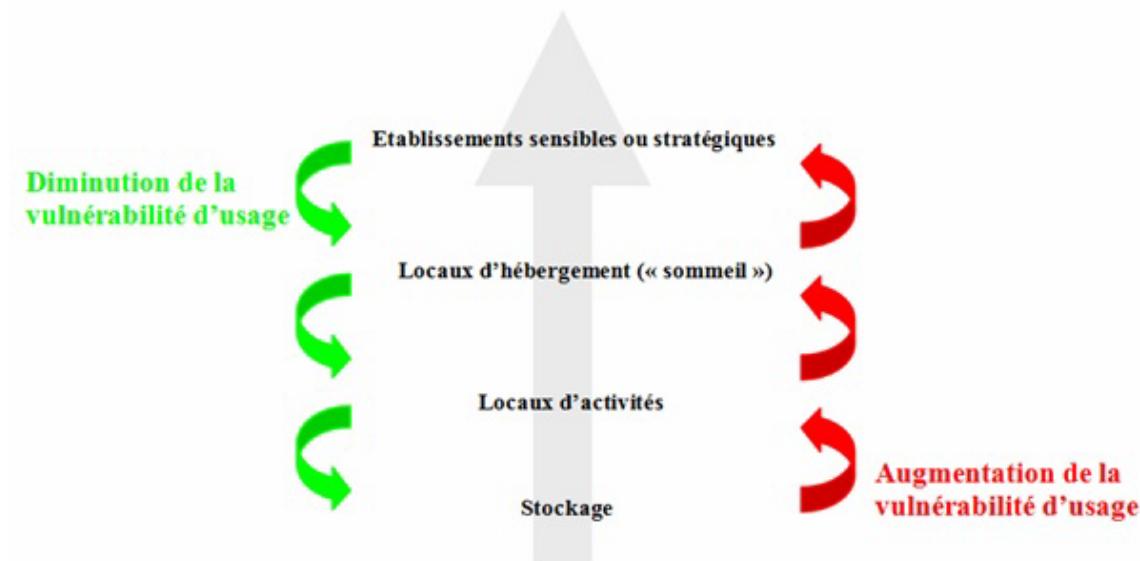 Etablissements sensibles ou stratégiques
Diminution de la
vulnérabilité d’usage
Locaux d’hébergement (« sommeil »)
Locaux d’activités
Augmentation de la
vulnérabilité d’usage
Stockage